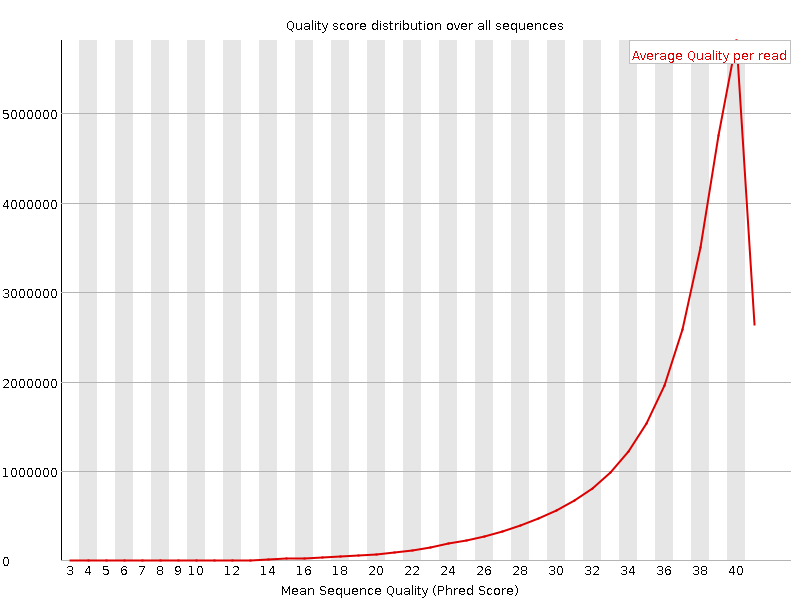 Quality score distribution over all sequences
Average Quality per read
5000000
4000000
3000000
2000000
1000000
0
3 4 5 6 7 8 9 10 12 14 16 18 20 22 24 26 28 30 32 34 36 38 40
Mean Sequence Quality (Phred Score)